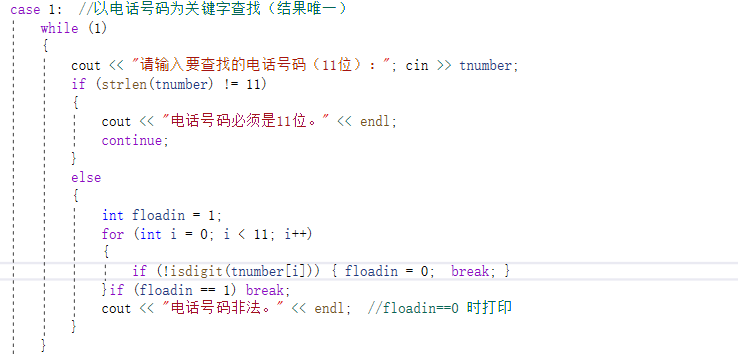 case 1:  //以电话号码为关键字查找（结果唯一）
while (1)
{
cout << "请输入要查找的电话号码（11位）："; cin >> tnumber;
if (strlen(tnumber) != 11)
{
cout << "电话号码必须是11位。" << endl;
continue;
}
else
{
int floadin = 1;
for (int i = 0; i < 11; i++)
{
if (!isdigit(tnumber[i])) { floadin = 0;  break; }
}if (floadin == 1) break;
cout << "电话号码非法。" << endl;  //floadin==0 时打印
}
}